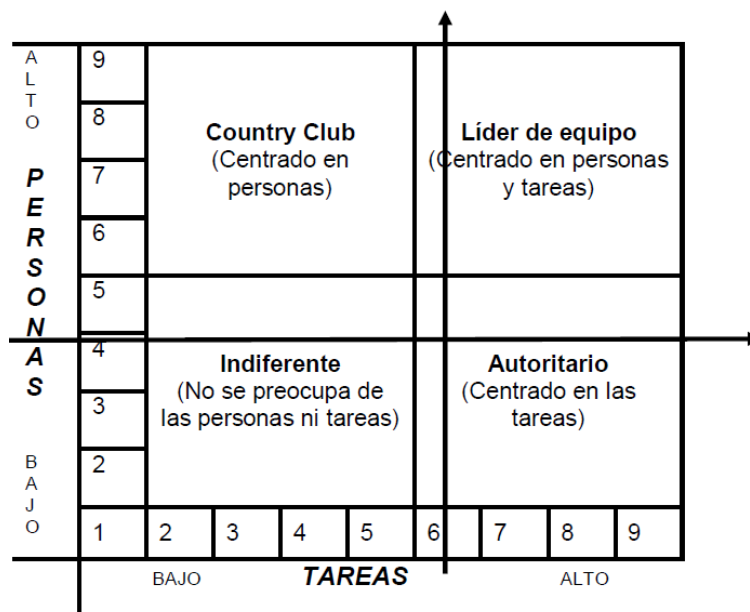 ALTO
PERSONAS
BAJO
9
8
7
6
5
4
3
2
Country Club
(Centrado en
personas)
Líder de equipo
(Centrado en personas
y tareas)
Indiferente
(No se preocupa de
las personas ni tareas)
Autoritario
(Centrado en las
tareas)
1 2 3 4 5 6 7 8 9
BAJO TAREAS ALTO